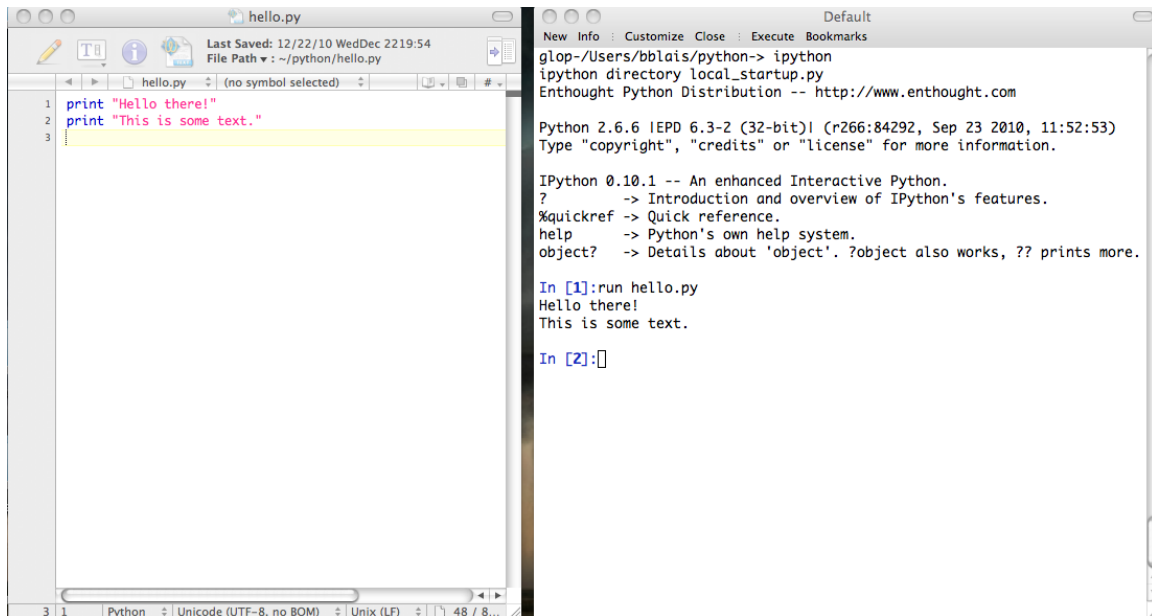 hello.py
Last Saved: 12/22/10 WedDec 2219:54
File Path ▾ : ~/python/hello.py
hello.py (no symbol selected) # ▾
1 print "Hello there!"
2 print "This is some text."
3
3 1 Python Unicode (UTF-8, no BOM) Unix (LF) 48 / 8...
Default
New Info Customize Close Execute Bookmarks
glop-/Users/bblais/python-> ipython
ipython directory local_startup.py
Enthought Python Distribution -- http://www.enthought.com
Python 2.6.6 |EPD 6.3-2 (32-bit)| (r266:84292, Sep 23 2010, 11:52:53)
Type "copyright", "credits" or "license" for more information.
IPython 0.10.1 -- An enhanced Interactive Python.
? -> Introduction and overview of IPython's features.
%quickref -> Quick reference.
help -> Python's own help system.
object? -> Details about 'object'. ?object also works, ?? prints more.
In [1]:run hello.py
Hello there!
This is some text.
In [2]: